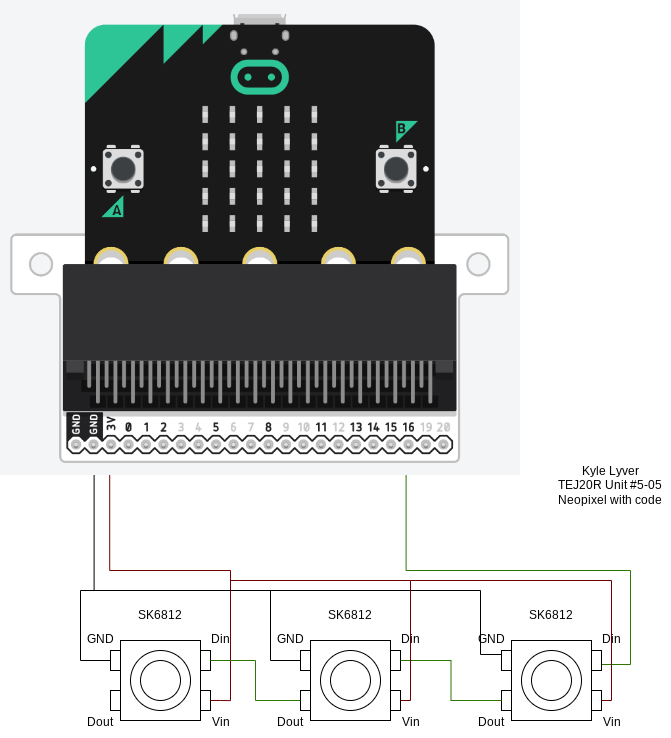 B
A
GND GND 3V 0 1 2 3 4 5 6 7 8 9 10 11 12 13 14 15 16 19 20
Kyle Lyver
TEJ20R Unit #5-05
Neopixel with code
SK6812 SK6812 SK6812
GND Din GND Din GND Din
Dout Vin Dout Vin Dout Vin